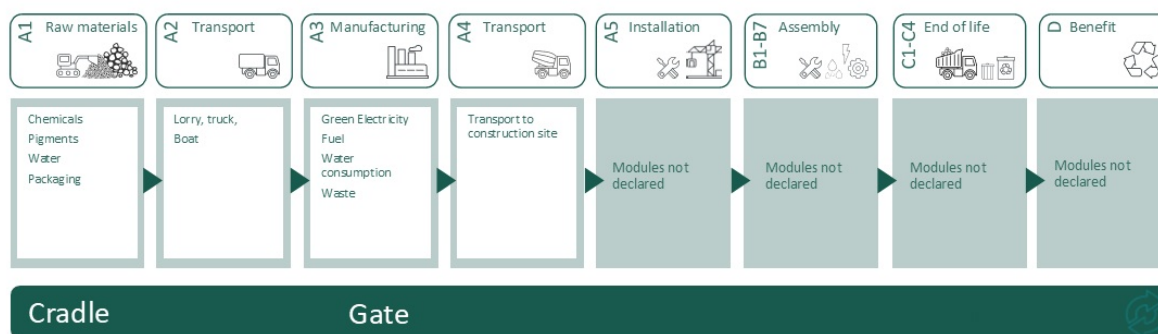 A1 Raw materials
A2 Transport
A3 Manufacturing
A4 Transport
A5 Installation
B1-B7 Assembly
C1-C4 End of life
D Benefit
Chemicals
Pigments
Water
Packaging
Lorry, truck,
Boat
Green Electricity
Fuel
Water
consumption
Waste
Transport to
construction site
Modules not
declared
Modules not
declared
Modules not
declared
Modules not
declared
Cradle
Gate